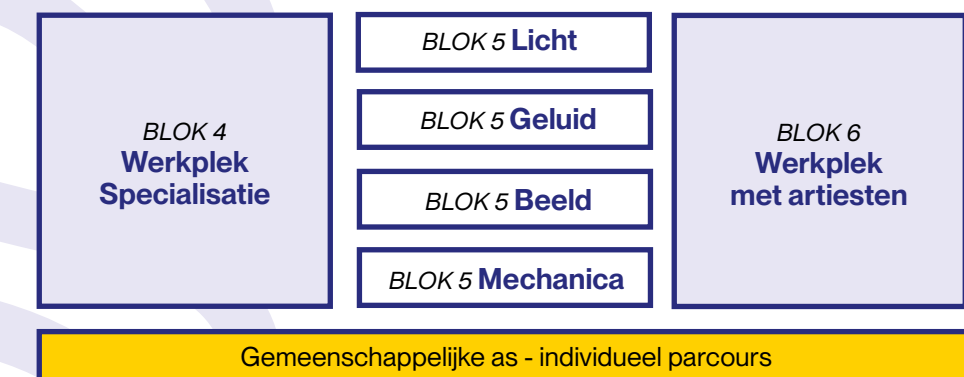 BLOK 4
Werkplek
Specialisatie
BLOK 5 Licht
BLOK 5 Geluid
BLOK 5 Beeld
BLOK 5 Mechanica
BLOK 6
Werkplek
met artiesten
Gemeenschappelijke as - individueel parcours